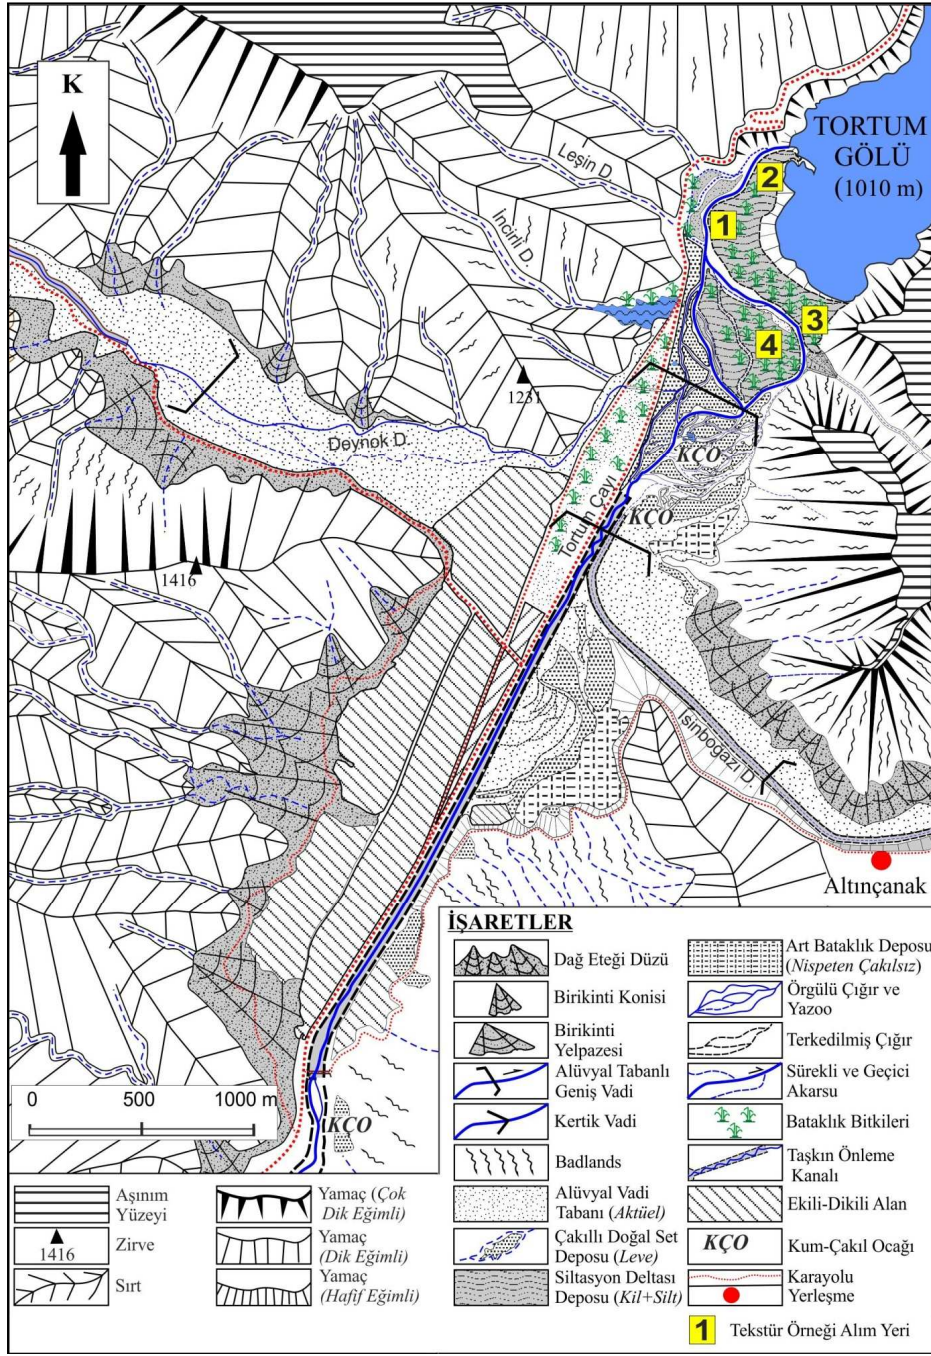 K
TORTUM
GÖLÜ
(1010 m)
Leşin D.
İncirli D.
2
1
3
4
1231
Deynok D.
KÇO
KÇO
Tortum Çayı
1416
Isinboğazı D.
Altınçanak
KÇO
0 500 1000 m
İŞARETLER
Dağ Eteği Düzü
Birikinti Konisi
Birikinti
Yelpazesi
Alüvyal Tabanlı
Geniş Vadi
Kertik Vadi
Badlands
Alüvyal Vadi
Tabanı (Aktüel)
Çakıllı Doğal Set
Deposu (Leve)
Siltasyon Deltası
Deposu (Kil+Silt)
Art Bataklık Deposu
(Nispeten Çakılsız)
Örgülü Çığır ve
Yazoo
Terkedilmiş Çığır
Sürekli ve Geçici
Akarsu
Bataklık Bitkileri
Taşkın Önleme
Kanalı
Ekili-Dikili Alan
KÇO Kum-Çakıl Ocağı
Karayolu
Yerleşme
1 Tekstür Örneği Alım Yeri
Aşınım
Yüzeyi
1416 Zirve
Sırt
Yamaç (Çok
Dik Eğimli)
Yamaç
(Dik Eğimli)
Yamaç
(Hafif Eğimli)